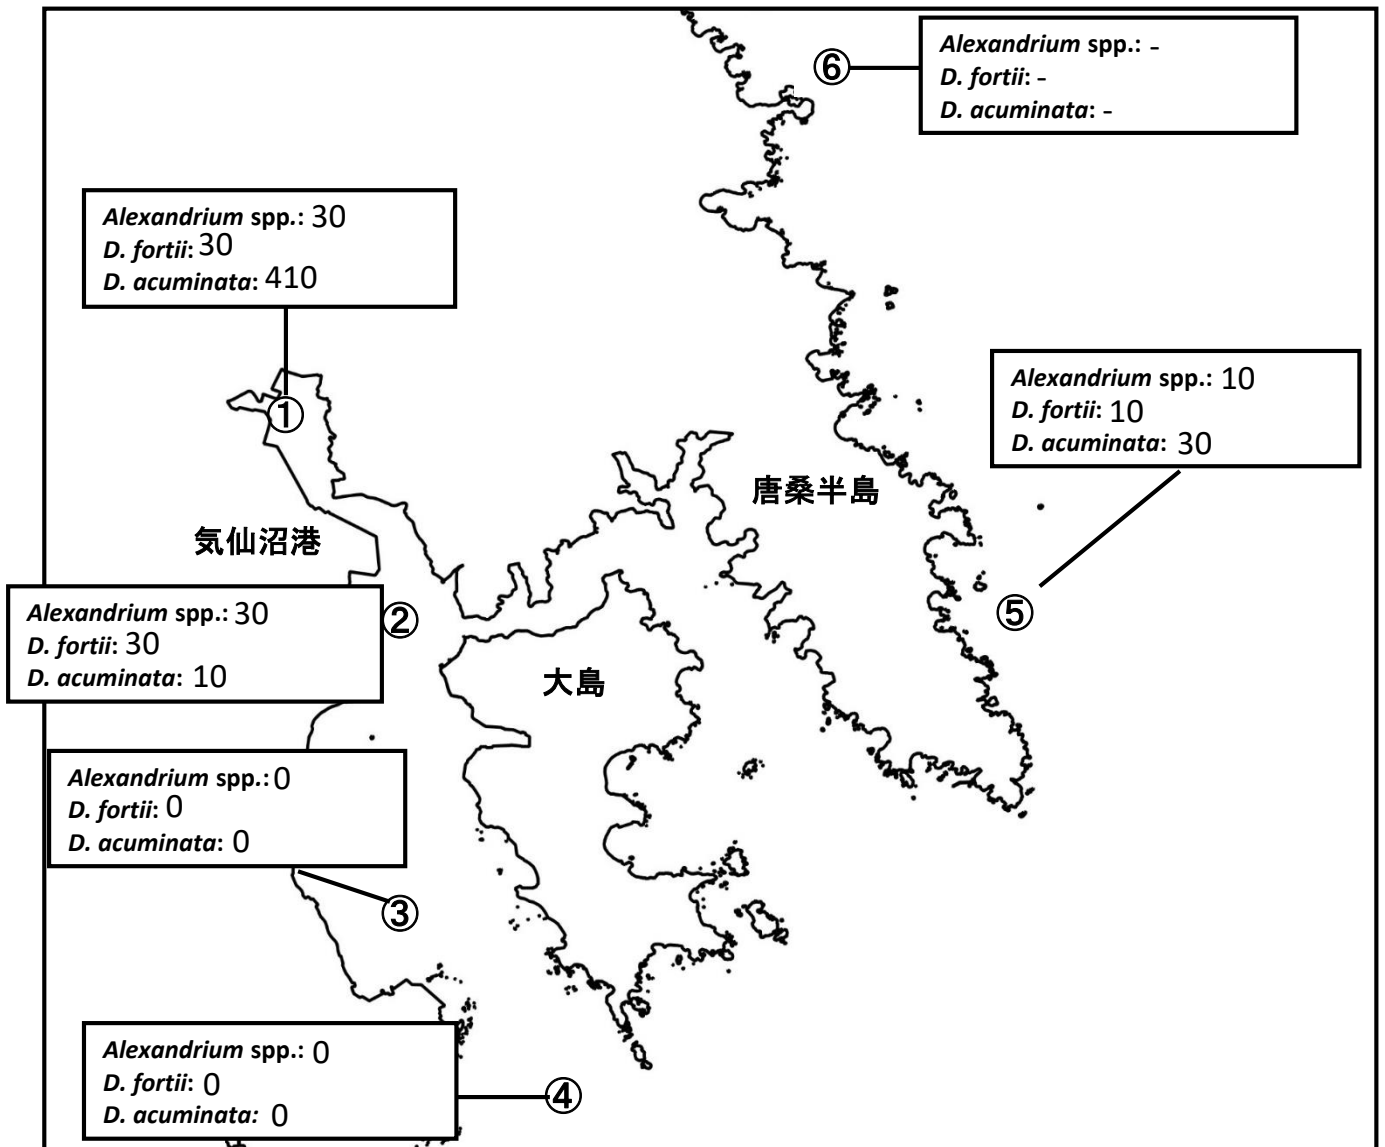 ⑥
Alexandrium spp.: -
D. fortii: -
D. acuminata: -
Alexandrium spp.: 30
D. fortii: 30
D. acuminata: 410
①
Alexandrium spp.: 10
D. fortii: 10
D. acuminata: 30
唐桑半島
気仙沼港
⑤
Alexandrium spp.: 30
D. fortii: 30
D. acuminata: 10
②
大島
Alexandrium spp.: 0
D. fortii: 0
D. acuminata: 0
③
Alexandrium spp.: 0
D. fortii: 0
D. acuminata: 0
④